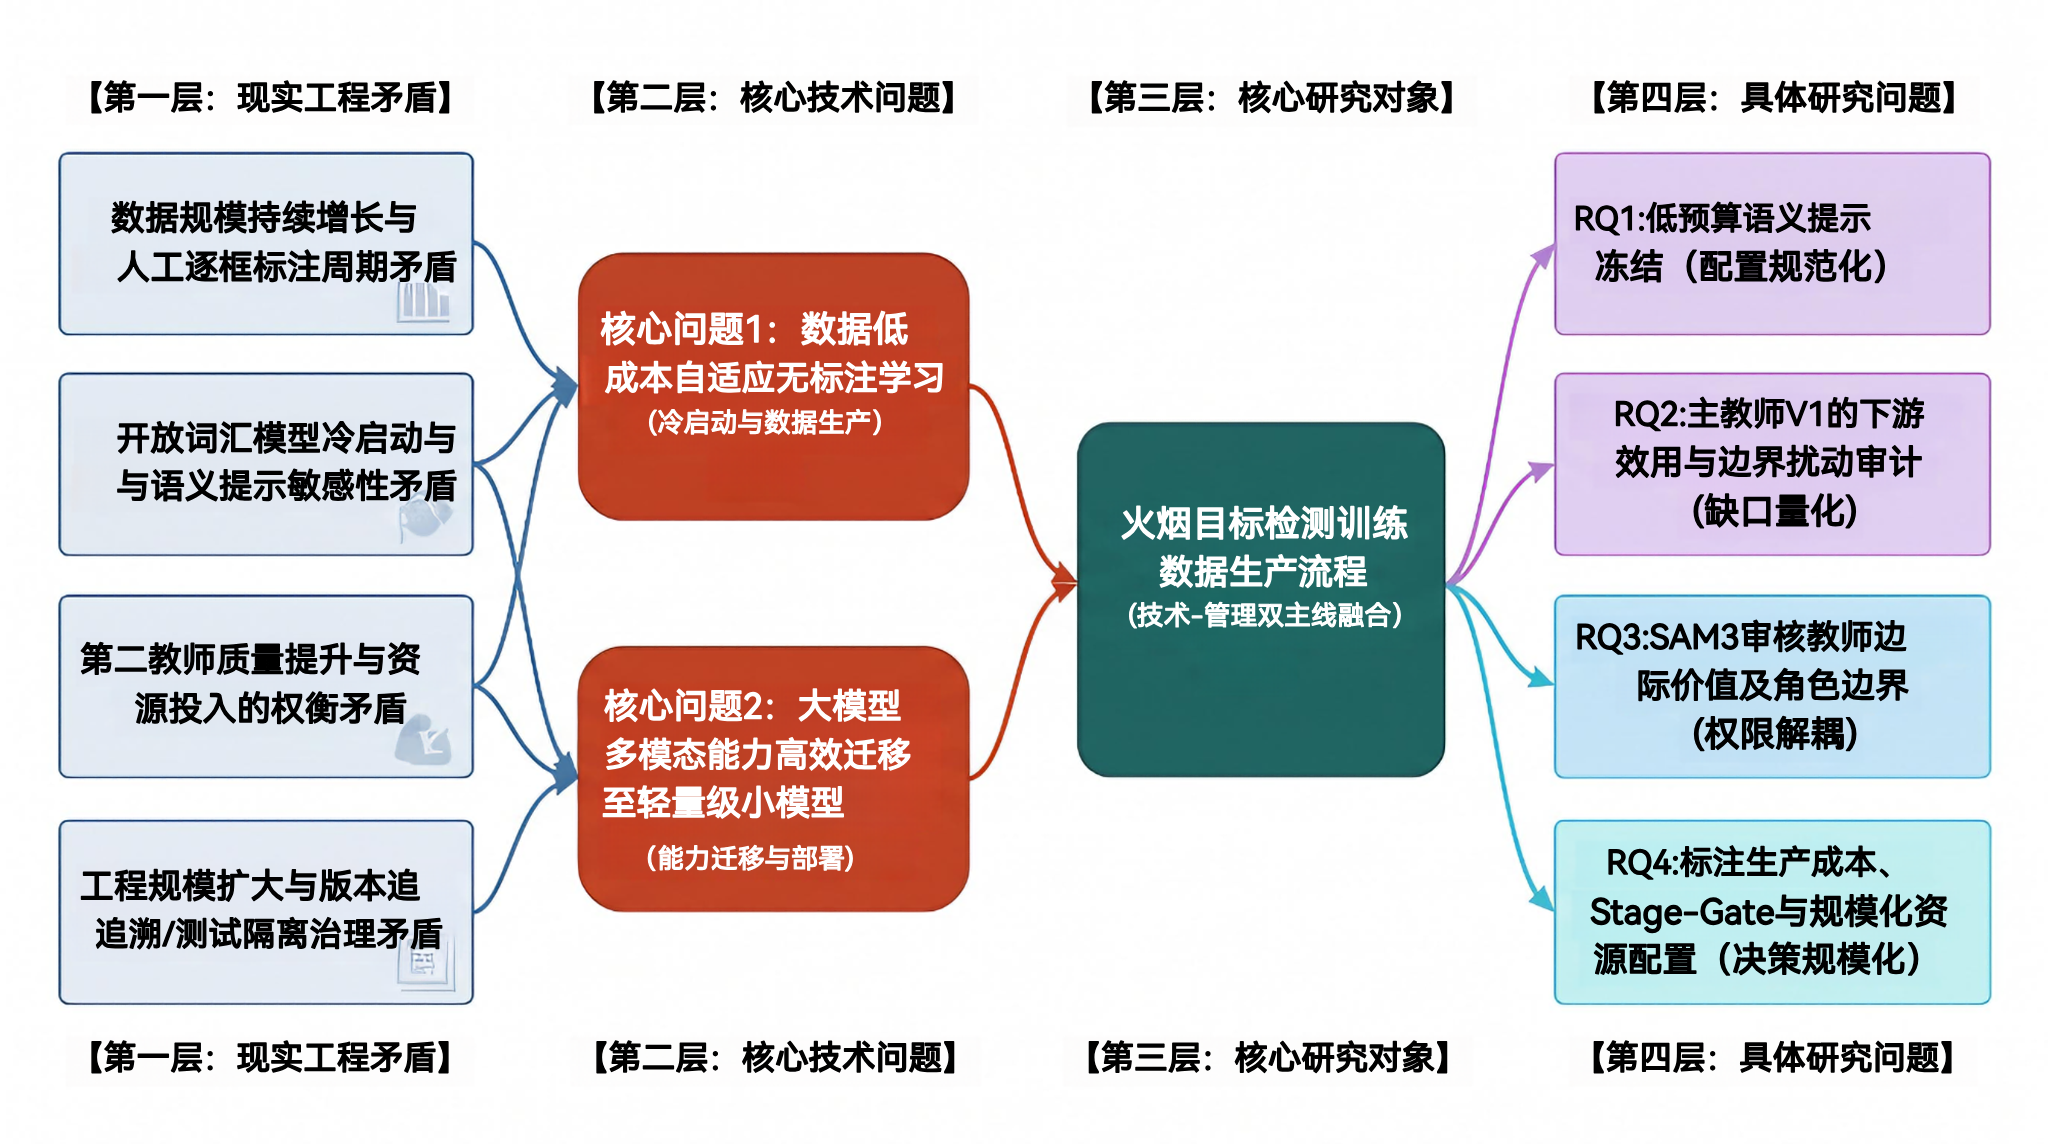 【第一层：现实工程矛盾】
【第二层：核心技术问题】
【第三层：核心研究对象】
【第四层：具体研究问题】
数据规模持续增长与
人工逐框标注周期矛盾
开放词汇模型冷启动与
与语义提示敏感性矛盾
第二教师质量提升与资
源投入的权衡矛盾
工程规模扩大与版本追
追溯/测试隔离治理矛盾
核心问题1：数据低
成本自适应无标注学习
（冷启动与数据生产）
核心问题2：大模型
多模态能力高效迁移
至轻量级小模型
（能力迁移与部署）
火烟目标检测训练
数据生产流程
（技术-管理双主线融合）
RQ1:低预算语义提示
冻结（配置规范化）
RQ2:主教师V1的下游
效用与边界扰动审计
(缺口量化)
RQ3:SAM3审核教师边
际价值及角色边界
(权限解耦)
RQ4:标注生产成本、
Stage-Gate与规模化资
源配置（决策规模化）
【第一层：现实工程矛盾】
【第二层：核心技术问题】
【第三层：核心研究对象】
【第四层：具体研究问题】